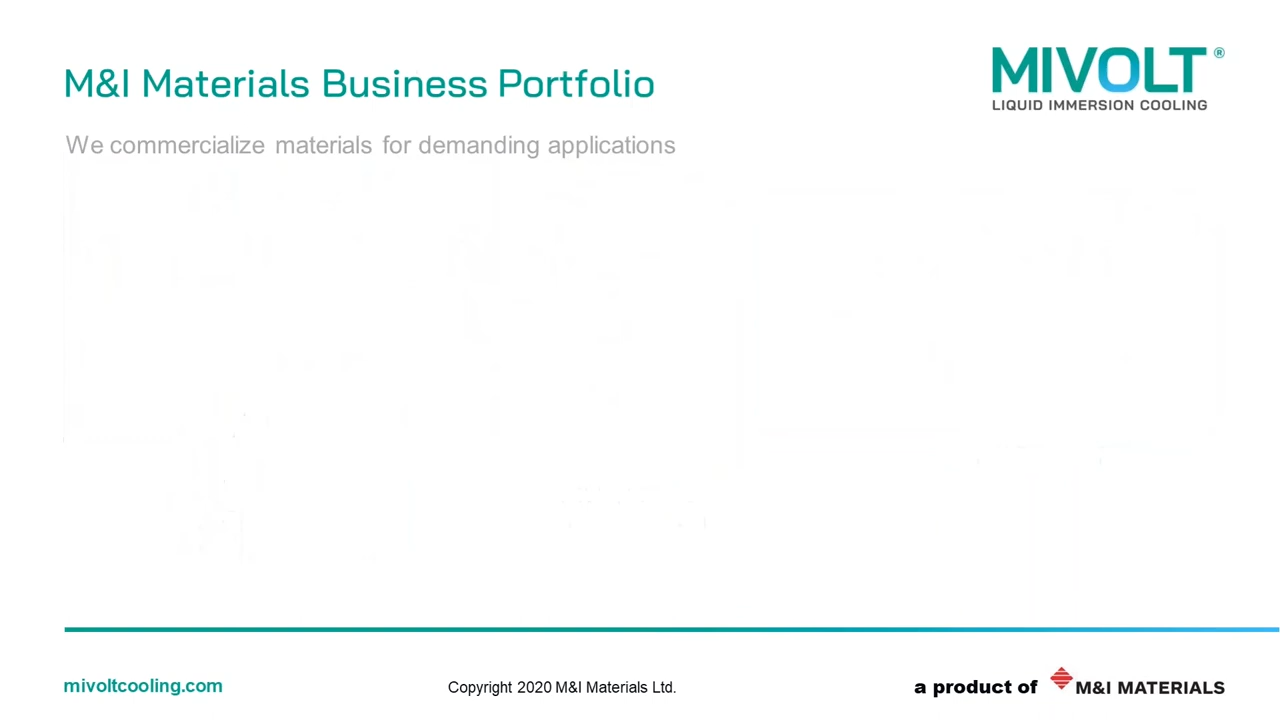 M&I Materials Business Portfolio
MIVOLT®
LIQUID IMMERSION COOLING
We commercialize materials for demanding applications
mivoltcooling.com
Copyright 2020 M&I Materials Ltd.
a product of M&I MATERIALS